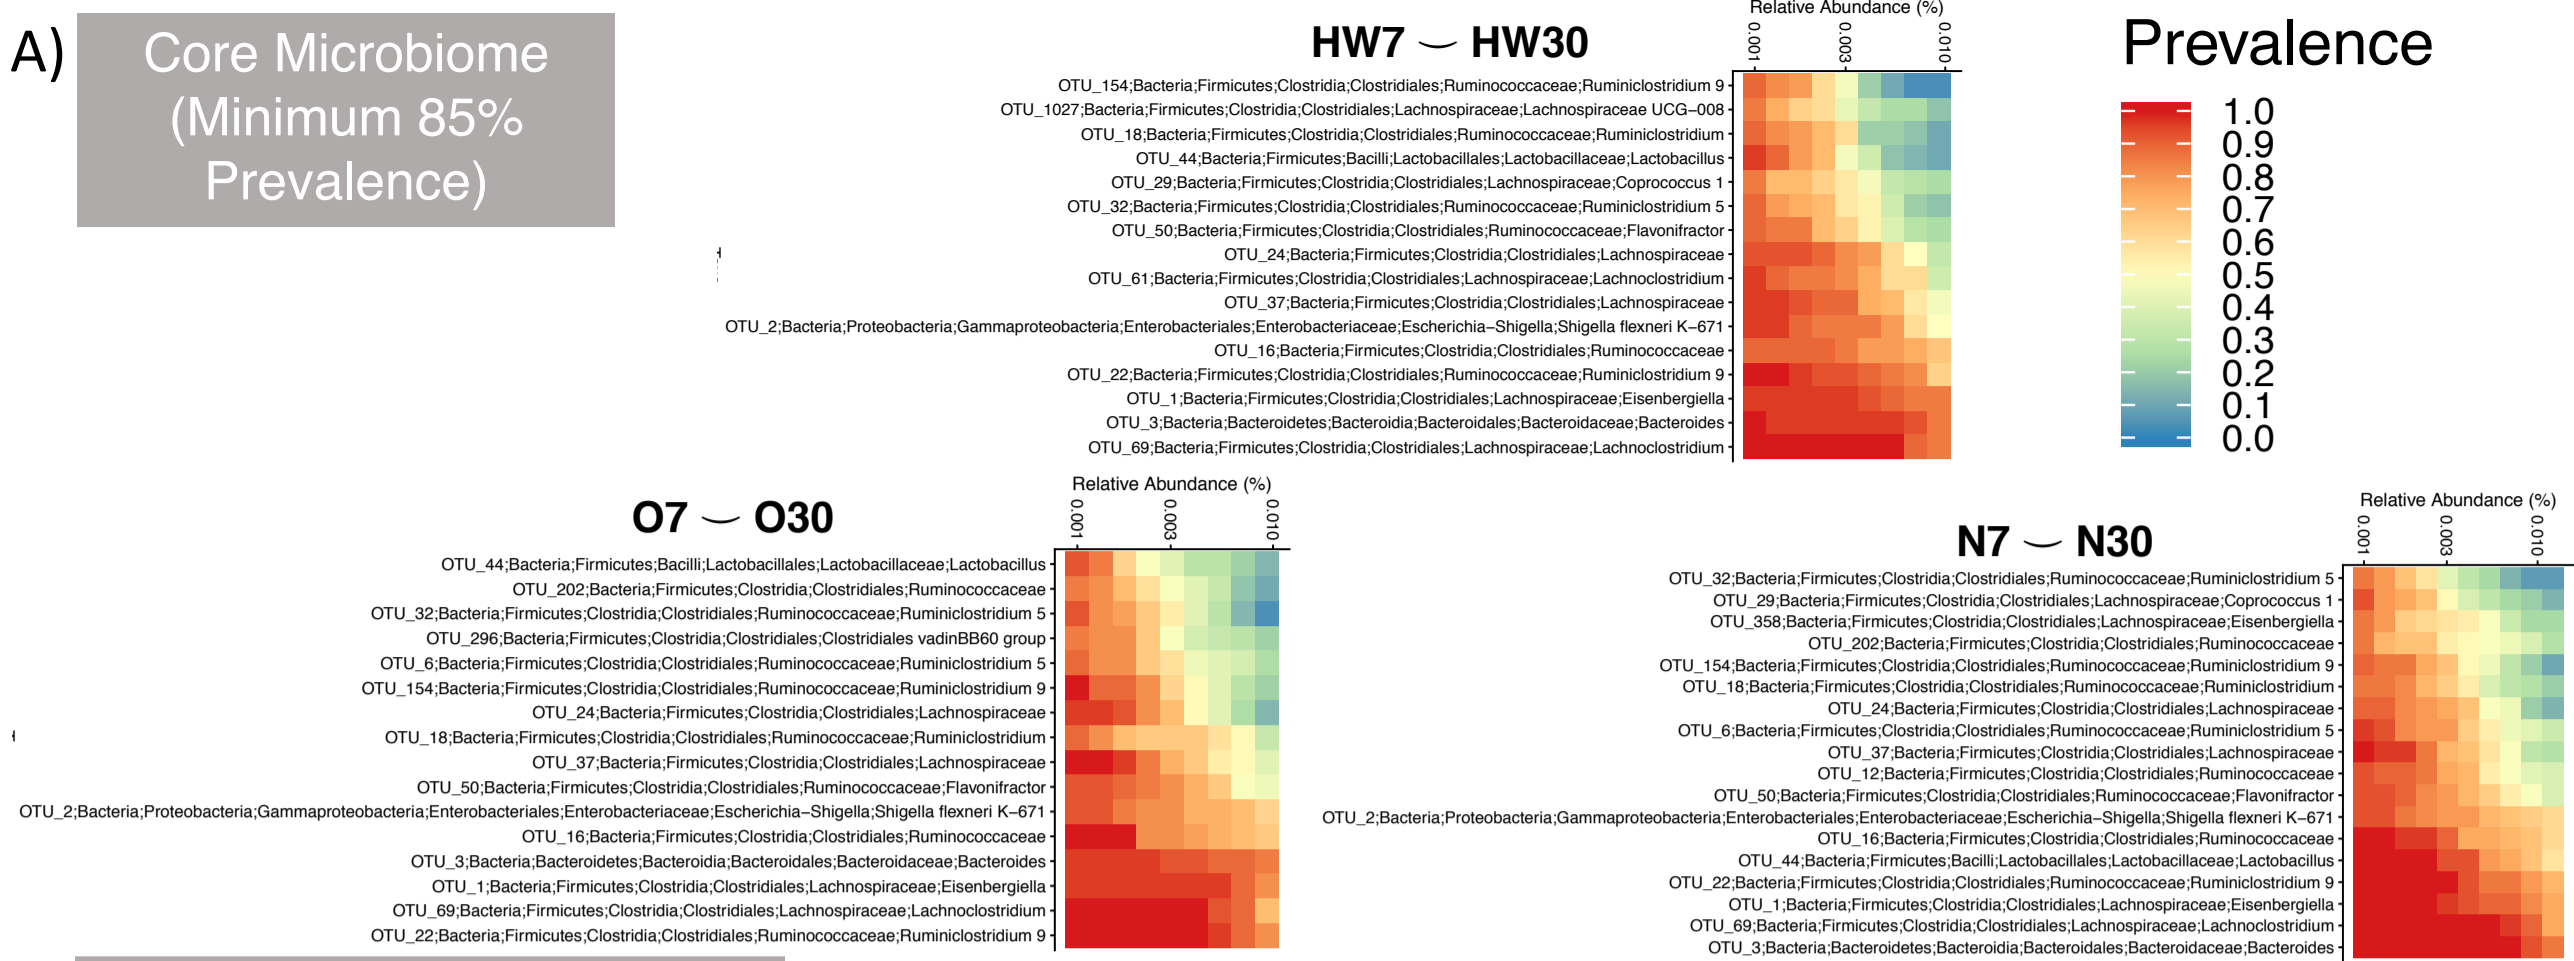 A)
Core Microbiome
(Minimum 85%
Prevalence)
HW7 ‿ HW30
Relative Abundance (%)
0.001
0.003
0.010
OTU_154;Bacteria;Firmicutes;Clostridia;Clostridiales;Ruminococcaceae;Ruminiclostridium 9
OTU_1027;Bacteria;Firmicutes;Clostridia;Clostridiales;Lachnospiraceae;Lachnospiraceae UCG−008
OTU_18;Bacteria;Firmicutes;Clostridia;Clostridiales;Ruminococcaceae;Ruminiclostridium
OTU_44;Bacteria;Firmicutes;Bacilli;Lactobacillales;Lactobacillaceae;Lactobacillus
OTU_29;Bacteria;Firmicutes;Clostridia;Clostridiales;Lachnospiraceae;Coprococcus 1
OTU_32;Bacteria;Firmicutes;Clostridia;Clostridiales;Ruminococcaceae;Ruminiclostridium 5
OTU_50;Bacteria;Firmicutes;Clostridia;Clostridiales;Ruminococcaceae;Flavonifractor
OTU_24;Bacteria;Firmicutes;Clostridia;Clostridiales;Lachnospiraceae
OTU_61;Bacteria;Firmicutes;Clostridia;Clostridiales;Lachnospiraceae;Lachnoclostridium
OTU_37;Bacteria;Firmicutes;Clostridia;Clostridiales;Lachnospiraceae
OTU_2;Bacteria;Proteobacteria;Gammaproteobacteria;Enterobacteriales;Enterobacteriaceae;Escherichia−Shigella;Shigella flexneri K−671
OTU_16;Bacteria;Firmicutes;Clostridia;Clostridiales;Ruminococcaceae
OTU_22;Bacteria;Firmicutes;Clostridia;Clostridiales;Ruminococcaceae;Ruminiclostridium 9
OTU_1;Bacteria;Firmicutes;Clostridia;Clostridiales;Lachnospiraceae;Eisenbergiella
OTU_3;Bacteria;Bacteroidetes;Bacteroidia;Bacteroidales;Bacteroidaceae;Bacteroides
OTU_69;Bacteria;Firmicutes;Clostridia;Clostridiales;Lachnospiraceae;Lachnoclostridium
Prevalence
1.0
0.9
0.8
0.7
0.6
0.5
0.4
0.3
0.2
0.1
0.0
O7 ‿ O30
Relative Abundance (%)
0.001
0.003
0.010
OTU_44;Bacteria;Firmicutes;Bacilli;Lactobacillales;Lactobacillaceae;Lactobacillus
OTU_202;Bacteria;Firmicutes;Clostridia;Clostridiales;Ruminococcaceae
OTU_32;Bacteria;Firmicutes;Clostridia;Clostridiales;Ruminococcaceae;Ruminiclostridium 5
OTU_296;Bacteria;Firmicutes;Clostridia;Clostridiales;Clostridiales vadinBB60 group
OTU_6;Bacteria;Firmicutes;Clostridia;Clostridiales;Ruminococcaceae;Ruminiclostridium 5
OTU_154;Bacteria;Firmicutes;Clostridia;Clostridiales;Ruminococcaceae;Ruminiclostridium 9
OTU_24;Bacteria;Firmicutes;Clostridia;Clostridiales;Lachnospiraceae
OTU_18;Bacteria;Firmicutes;Clostridia;Clostridiales;Ruminococcaceae;Ruminiclostridium
OTU_37;Bacteria;Firmicutes;Clostridia;Clostridiales;Lachnospiraceae
OTU_50;Bacteria;Firmicutes;Clostridia;Clostridiales;Ruminococcaceae;Flavonifractor
OTU_2;Bacteria;Proteobacteria;Gammaproteobacteria;Enterobacteriales;Enterobacteriaceae;Escherichia−Shigella;Shigella flexneri K−671
OTU_16;Bacteria;Firmicutes;Clostridia;Clostridiales;Ruminococcaceae
OTU_3;Bacteria;Bacteroidetes;Bacteroidia;Bacteroidales;Bacteroidaceae;Bacteroides
OTU_1;Bacteria;Firmicutes;Clostridia;Clostridiales;Lachnospiraceae;Eisenbergiella
OTU_69;Bacteria;Firmicutes;Clostridia;Clostridiales;Lachnospiraceae;Lachnoclostridium
OTU_22;Bacteria;Firmicutes;Clostridia;Clostridiales;Ruminococcaceae;Ruminiclostridium 9
N7 ‿ N30
Relative Abundance (%)
0.001
0.003
0.010
OTU_32;Bacteria;Firmicutes;Clostridia;Clostridiales;Ruminococcaceae;Ruminiclostridium 5
OTU_29;Bacteria;Firmicutes;Clostridia;Clostridiales;Lachnospiraceae;Coprococcus 1
OTU_358;Bacteria;Firmicutes;Clostridia;Clostridiales;Lachnospiraceae;Eisenbergiella
OTU_202;Bacteria;Firmicutes;Clostridia;Clostridiales;Ruminococcaceae
OTU_154;Bacteria;Firmicutes;Clostridia;Clostridiales;Ruminococcaceae;Ruminiclostridium 9
OTU_18;Bacteria;Firmicutes;Clostridia;Clostridiales;Ruminococcaceae;Ruminiclostridium
OTU_24;Bacteria;Firmicutes;Clostridia;Clostridiales;Lachnospiraceae
OTU_6;Bacteria;Firmicutes;Clostridia;Clostridiales;Ruminococcaceae;Ruminiclostridium 5
OTU_37;Bacteria;Firmicutes;Clostridia;Clostridiales;Lachnospiraceae
OTU_12;Bacteria;Firmicutes;Clostridia;Clostridiales;Ruminococcaceae
OTU_50;Bacteria;Firmicutes;Clostridia;Clostridiales;Ruminococcaceae;Flavonifractor
OTU_2;Bacteria;Proteobacteria;Gammaproteobacteria;Enterobacteriales;Enterobacteriaceae;Escherichia−Shigella;Shigella flexneri K−671
OTU_16;Bacteria;Firmicutes;Clostridia;Clostridiales;Ruminococcaceae
OTU_44;Bacteria;Firmicutes;Bacilli;Lactobacillales;Lactobacillaceae;Lactobacillus
OTU_22;Bacteria;Firmicutes;Clostridia;Clostridiales;Ruminococcaceae;Ruminiclostridium 9
OTU_1;Bacteria;Firmicutes;Clostridia;Clostridiales;Lachnospiraceae;Eisenbergiella
OTU_69;Bacteria;Firmicutes;Clostridia;Clostridiales;Lachnospiraceae;Lachnoclostridium
OTU_3;Bacteria;Bacteroidetes;Bacteroidia;Bacteroidales;Bacteroidaceae;Bacteroides